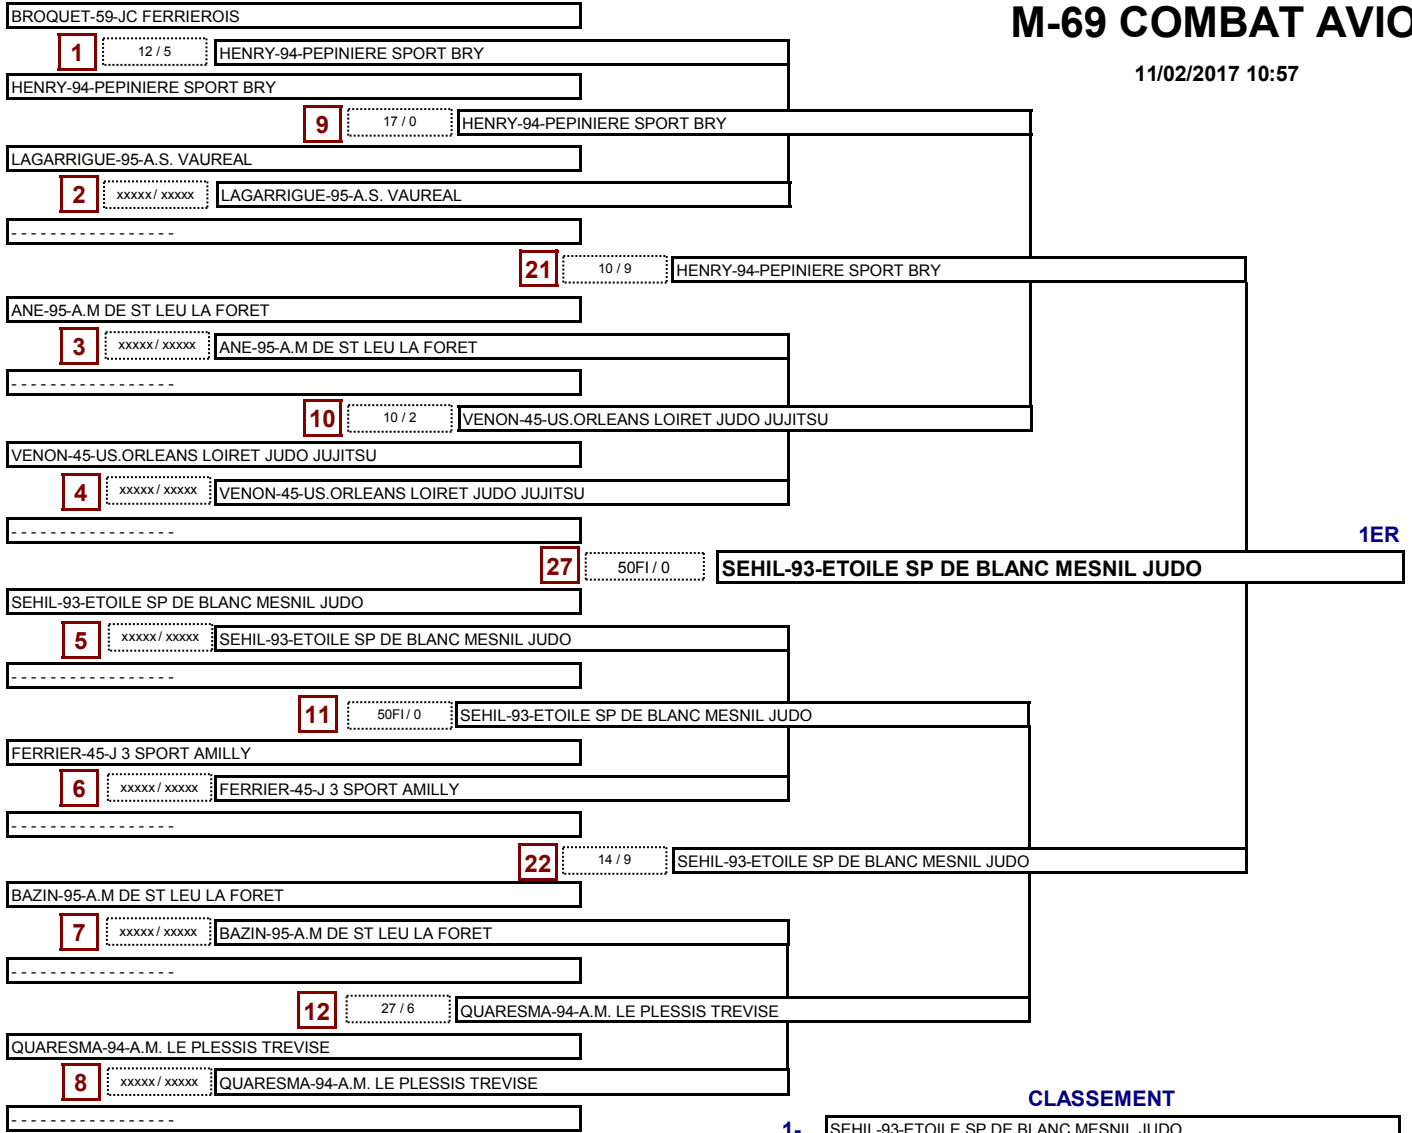 M-69 COMBAT AVIO
11/02/2017 10:57
BROQUET-59-JC FERRIEROIS
1 12 / 5 HENRY-94-PEPINIERE SPORT BRY
HENRY-94-PEPINIERE SPORT BRY
9 17 / 0 HENRY-94-PEPINIERE SPORT BRY
LAGARRIGUE-95-A.S. VAUREAL
2 xxxxx / xxxxx LAGARRIGUE-95-A.S. VAUREAL
- - - - - - - - - - - - - - - - -
21 10 / 9 HENRY-94-PEPINIERE SPORT BRY
ANE-95-A.M DE ST LEU LA FORET
3 xxxxx / xxxxx ANE-95-A.M DE ST LEU LA FORET
- - - - - - - - - - - - - - - - -
10 10 / 2 VENON-45-US.ORLEANS LOIRET JUDO JUJITSU
VENON-45-US.ORLEANS LOIRET JUDO JUJITSU
4 xxxxx / xxxxx VENON-45-US.ORLEANS LOIRET JUDO JUJITSU
- - - - - - - - - - - - - - - - -
1ER
27 50FI / 0 SEHIL-93-ETOILE SP DE BLANC MESNIL JUDO
SEHIL-93-ETOILE SP DE BLANC MESNIL JUDO
5 xxxxx / xxxxx SEHIL-93-ETOILE SP DE BLANC MESNIL JUDO
- - - - - - - - - - - - - - - - -
11 50FI / 0 SEHIL-93-ETOILE SP DE BLANC MESNIL JUDO
FERRIER-45-J 3 SPORT AMILLY
6 xxxxx / xxxxx FERRIER-45-J 3 SPORT AMILLY
- - - - - - - - - - - - - - - - -
22 14 / 9 SEHIL-93-ETOILE SP DE BLANC MESNIL JUDO
BAZIN-95-A.M DE ST LEU LA FORET
7 xxxxx / xxxxx BAZIN-95-A.M DE ST LEU LA FORET
- - - - - - - - - - - - - - - - -
12 27 / 6 QUARESMA-94-A.M. LE PLESSIS TREVISE
QUARESMA-94-A.M. LE PLESSIS TREVISE
8 xxxxx / xxxxx QUARESMA-94-A.M. LE PLESSIS TREVISE
- - - - - - - - - - - - - - - - -
CLASSEMENT
1- SEHIL-93-ETOILE SP DE BLANC MESNIL JUDO